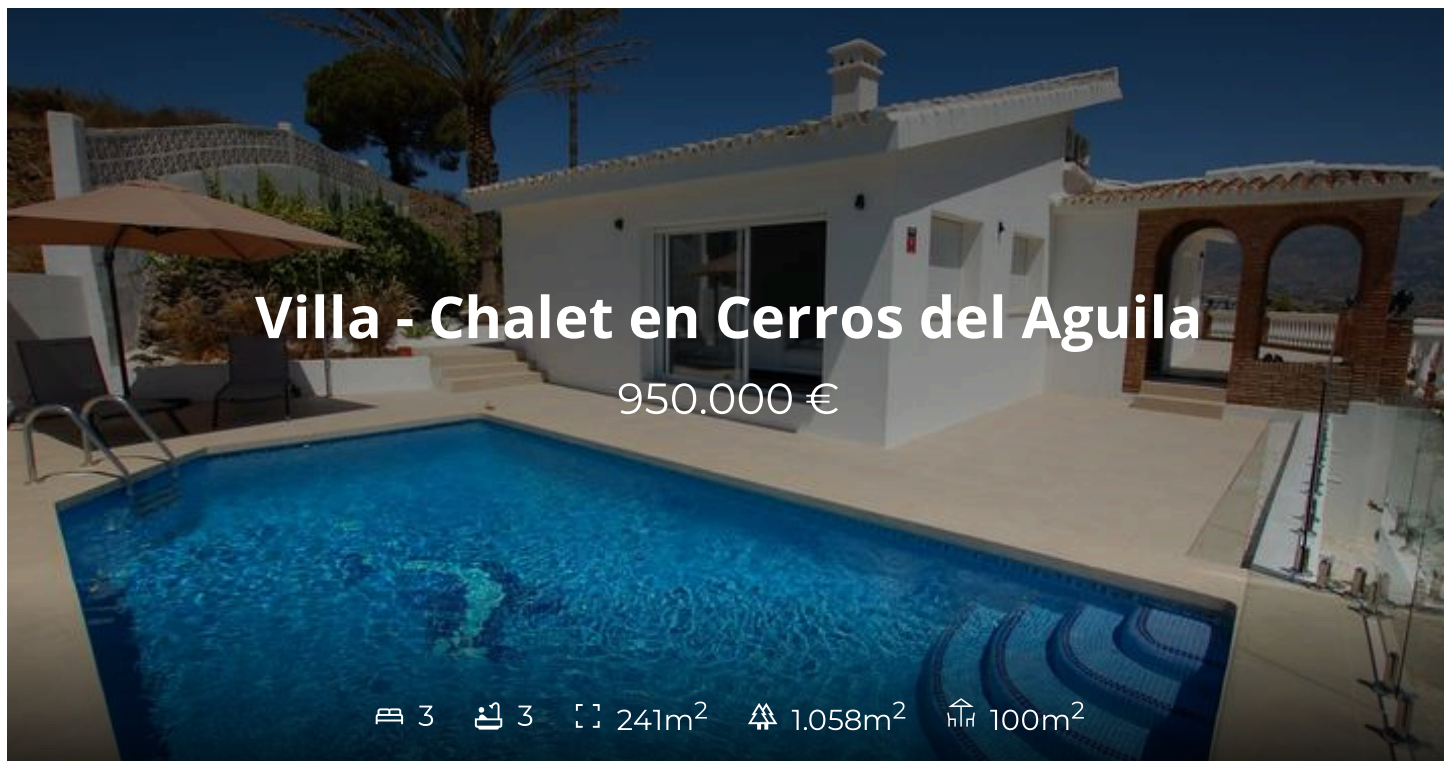 Villa - Chalet en Cerros del Aguila
950.000 €
3 3 241m² 1.058m² 100m²